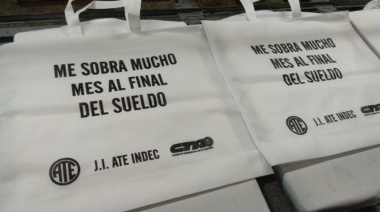 ME SOBRA MUCHO
MES AL FINAL
DEL SUELDO
ATE J.I. ATE INDEC CTA
ME SOBRA MUCHO
MES AL FINAL
DEL SUELDO
ATE J.I. ATE INDEC